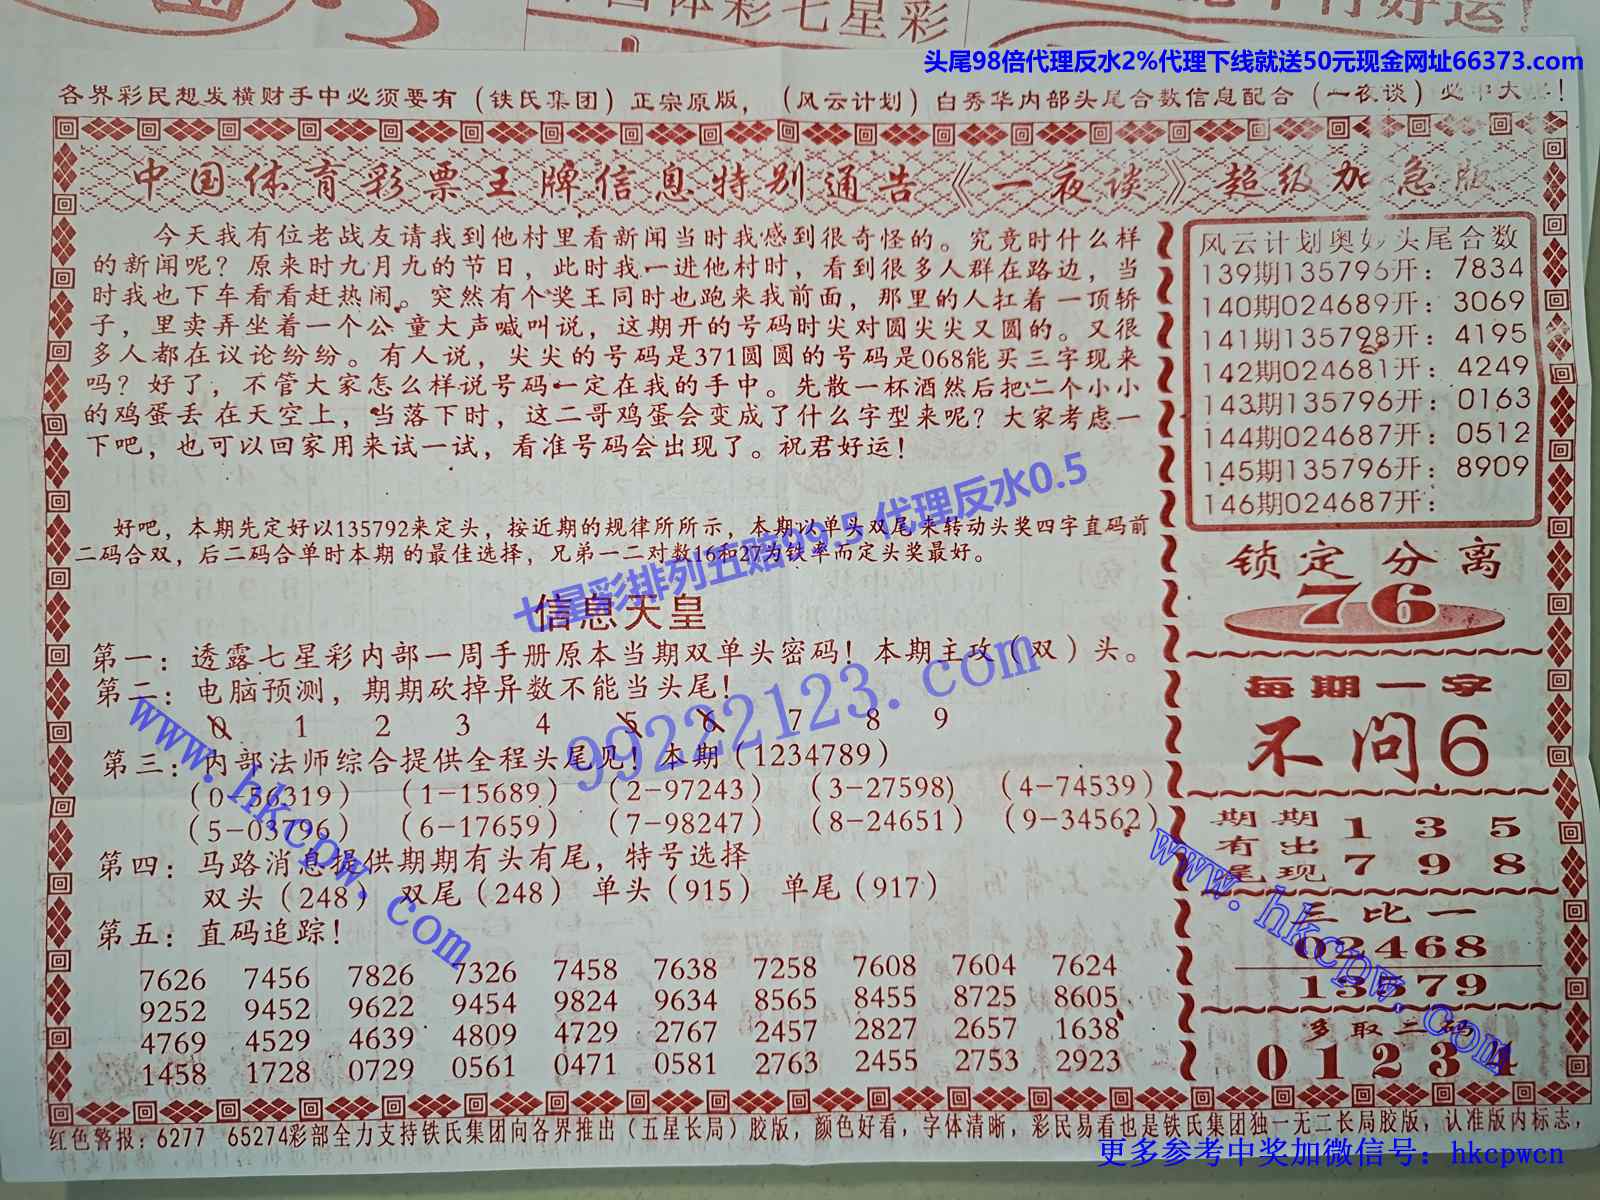 中国体彩七星彩
头尾98倍代理反水2%代理下线就送50元现金网址66373.com
各界彩民想发横财手中必须要有（铁氏集团）正宗原版，（风云计划）白秀华内部头尾合数信息配合（一夜谈）必中大！
中国体育彩票王牌信息特别通告《一夜谈》超级加急版
今天我有位老战友请我到他村里看新闻当时我感到很奇怪的。究竟时什么样
的新闻呢？原来时九月九的节日，此时我一进他村时，看到很多人群在路边，当
时我也下车看看赶热闹。突然有个奖王同时也跑来我前面，那里的人扛着一顶轿
子，里卖弄坐着一个公童大声喊叫说，这期开的号码时尖对圆尖尖又圆的。又很
多人都在议论纷纷。有人说，尖尖的号码是371圆圆的号码是068能买三字现来
吗？好了，不管大家怎么样说号码一定在我的手中。先散一杯酒然后把二个小小
的鸡蛋丢在天空上，当落下时，这二哥鸡蛋会变成了什么字型来呢？大家考虑一
下吧，也可以回家用来试一试，看准号码会出现了。祝君好运！
好吧，本期先定好以135792来定头，按近期的规律所所示，本期以单头双尾来转动头奖四字直码前
二码合双，后二码合单时本期的最佳选择，兄弟一二对数16和27为铁率而定头奖最好。
七星彩排列五赔99.5代理反水0.5
99222123.com
信息天皇
第一：透露七星彩内部一周手册原本当期双单头密码！本期主攻（双）头。
第二：电脑预测，期期砍掉异数不能当头尾！
0 1 2 3 4 5 6 7 8 9
第三：内部法师综合提供全程头尾见！本期（1234789）
（0-56319）（1-15689）（2-97243）（3-27598）（4-74539）
（5-03796）（6-17659）（7-98247）（8-24651）（9-34562）
第四：马路消息提供期期有头有尾，特号选择
双头（248） 双尾（248） 单头（915） 单尾（917）
第五：直码追踪！
7626 7456 7826 7326 7458 7638 7258 7608 7604 7624
9252 9452 9622 9454 9824 9634 8565 8455 8725 8605
4769 4529 4639 4809 4729 2767 2457 2827 2657 1638
1458 1728 0729 0561 0471 0581 2763 2455 2753 2923
www.hkcpw.com
风云计划奥妙头尾合数
139期135796开：7834
140期024689开：3069
141期135798开：4195
142期024681开：4249
143期135796开：0163
144期024687开：0512
145期135796开：8909
146期024687开：
锁定分离
76
每期一字
不问6
期期 1 3 5
有出
尾现 7 9 8
三比一
02468
13579
多取二码
01234
www.hkcpw.com
红色警报：6277 65274彩部全力支持铁氏集团向各界推出（五星长局）胶版，颜色好看，字体清晰，彩民易看也是铁氏集团独一无二长局胶版，认准版内标志，
更多参考中奖加微信号：hkcpwcn